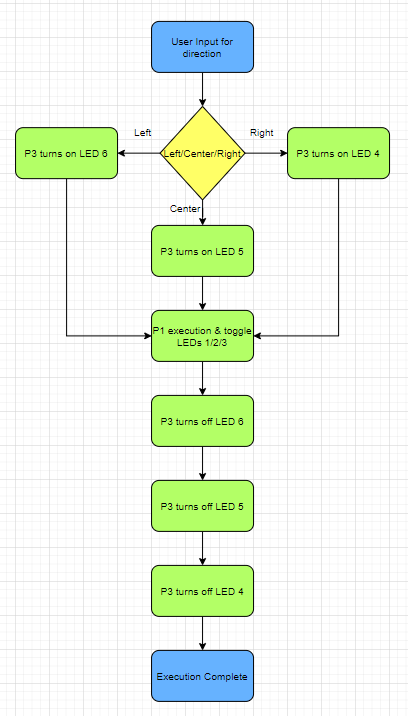 User Input for
direction
Left
Right
P3 turns on LED 6
Left/Center/Right
P3 turns on LED 4
Center
P3 turns on LED 5
P1 execution & toggle
LEDs 1/2/3
P3 turns off LED 6
P3 turns off LED 5
P3 turns off LED 4
Execution Complete